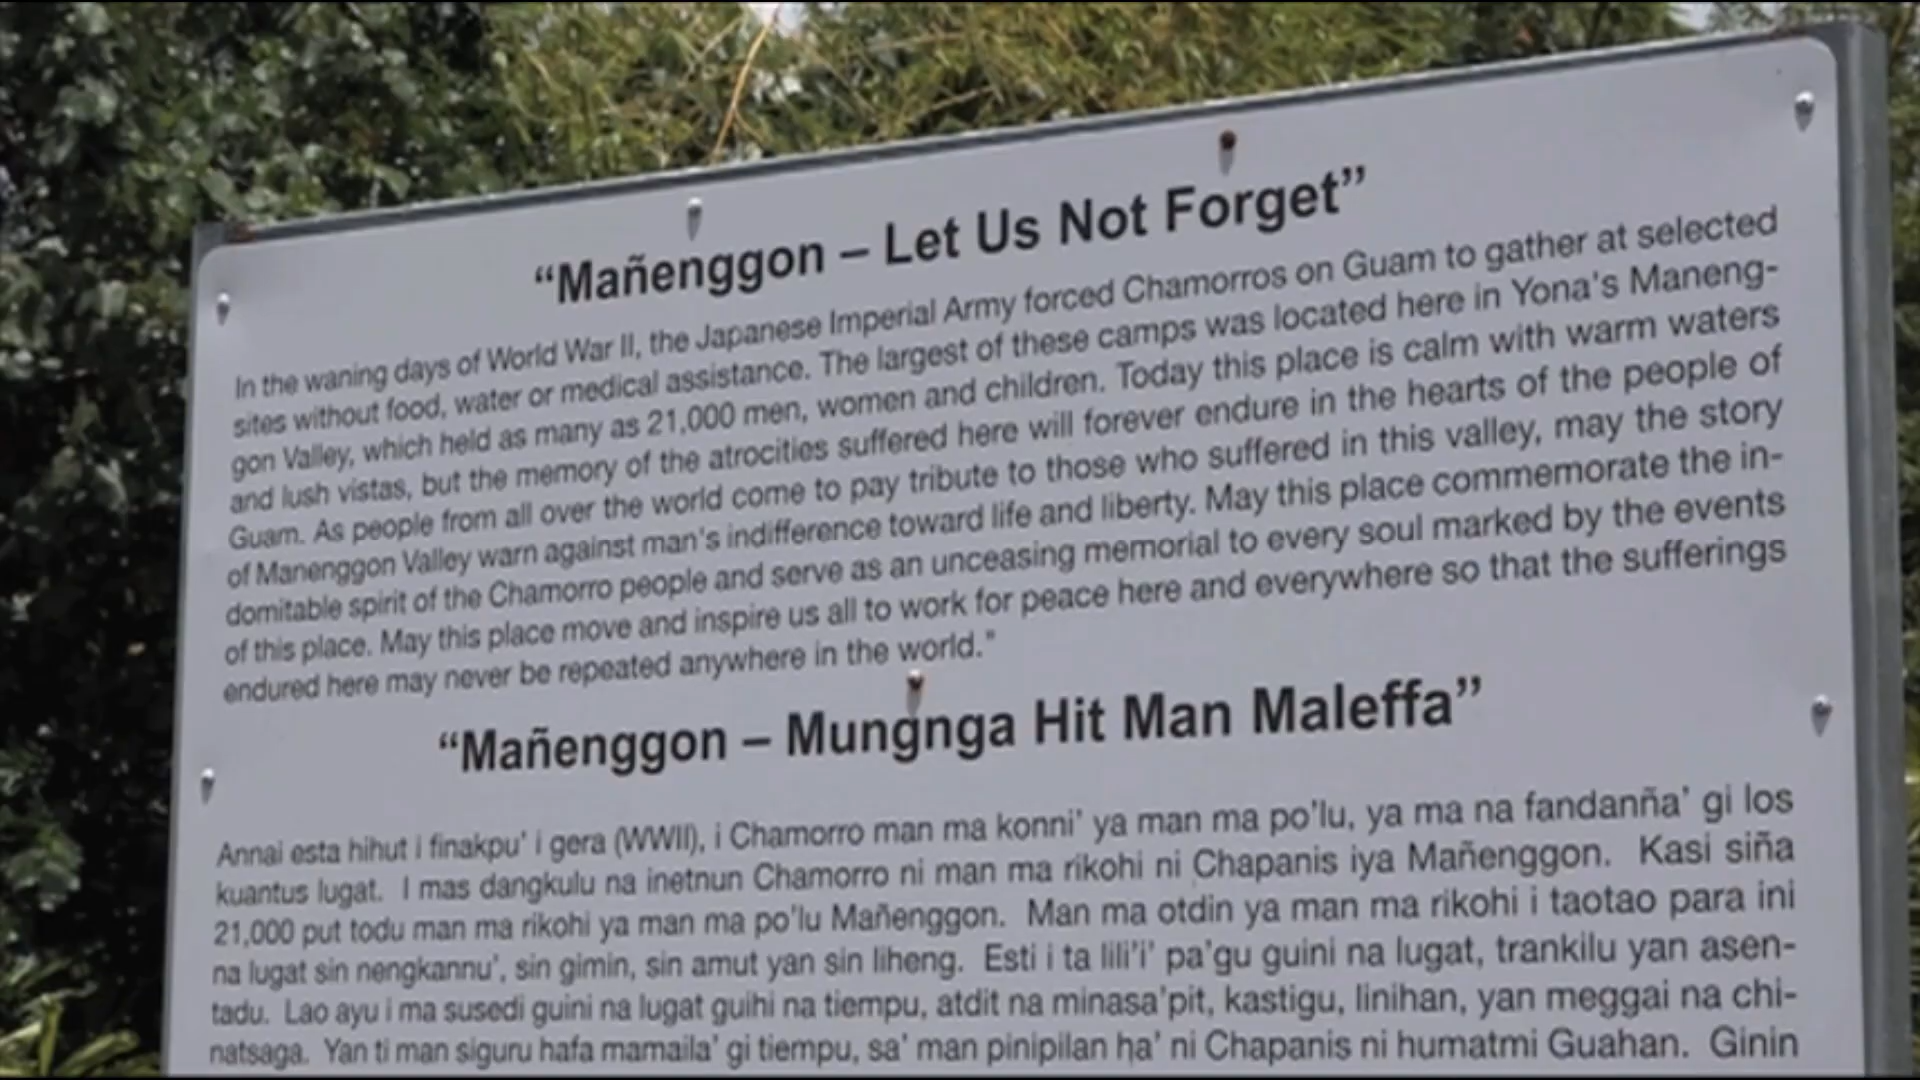 “Mañenggon – Let Us Not Forget”
In the waning days of World War II, the Japanese Imperial Army forced Chamorros on Guam to gather at selected
sites without food, water or medical assistance. The largest of these camps was located here in Yona's Maneng-
gon Valley, which held as many as 21,000 men, women and children. Today this place is calm with warm waters
and lush vistas, but the memory of the atrocities suffered here will forever endure in the hearts of the people of
Guam. As people from all over the world come to pay tribute to those who suffered in this valley, may the story
of Manenggon Valley warn against man's indifference toward life and liberty. May this place commemorate the in-
domitable spirit of the Chamorro people and serve as an unceasing memorial to every soul marked by the events
of this place. May this place move and inspire us all to work for peace here and everywhere so that the sufferings
endured here may never be repeated anywhere in the world."
“Mañenggon – Mungnga Hit Man Maleffa”
Annai esta hihut i finakpu’ i gera (WWII), i Chamorro man ma konni’ ya man ma po’lu, ya ma na fandanña’ gi los
kuantus lugat. I mas dangkulu na inetnun Chamorro ni man ma rikohi ni Chapanis iya Mañenggon. Kasi siña
21,000 put todu man ma rikohi ya man ma po’lu Mañenggon. Man ma otdin ya man ma rikohi i taotao para ini
na lugat sin nengkannu’, sin gimin, sin amut yan sin liheng. Esti i ta lili’i’ pa’gu guini na lugat, trankilu yan asen-
tadu. Lao ayu i ma susedi guini na lugat guihi na tiempu, atdit na minasa’pit, kastigu, linihan, yan meggai na chi-
natsaga. Yan ti man siguru hafa mamaila’ gi tiempu, sa’ man pinipilan ha’ ni Chapanis ni humatmi Guahan. Ginin